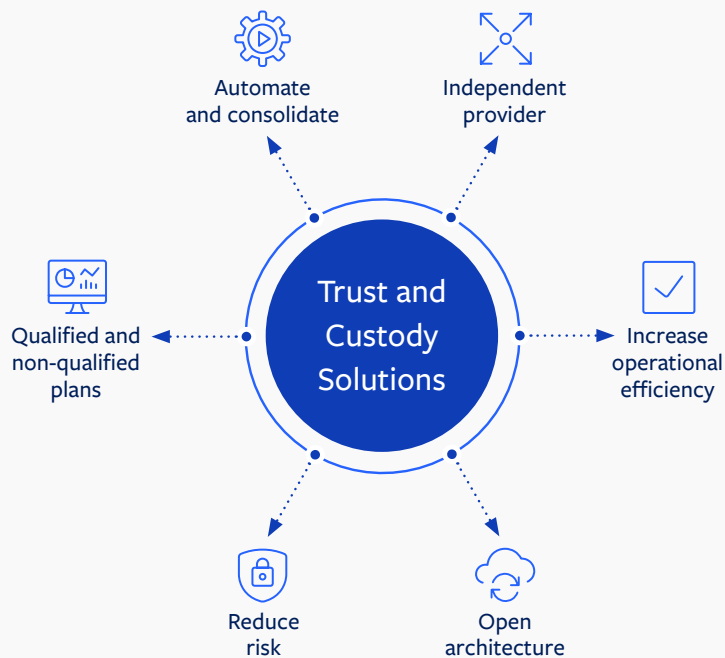 Automate
and consolidate
Independent
provider
Trust and
Custody
Solutions
Qualified and
non-qualified
plans
Increase
operational
efficiency
Reduce
risk
Open
architecture